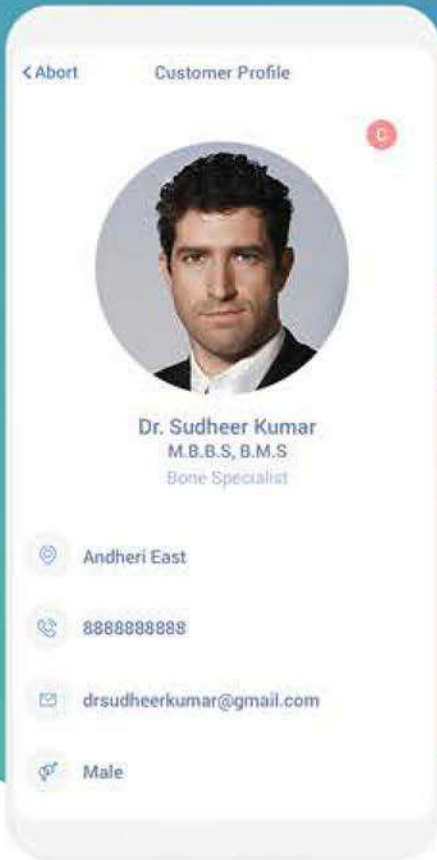 Abort
Customer Profile
C
Dr. Sudheer Kumar
M.B.B.S, B.M.S
Bone Specialist
Andheri East
8888888888
drsudheerkumar@gmail.com
Male